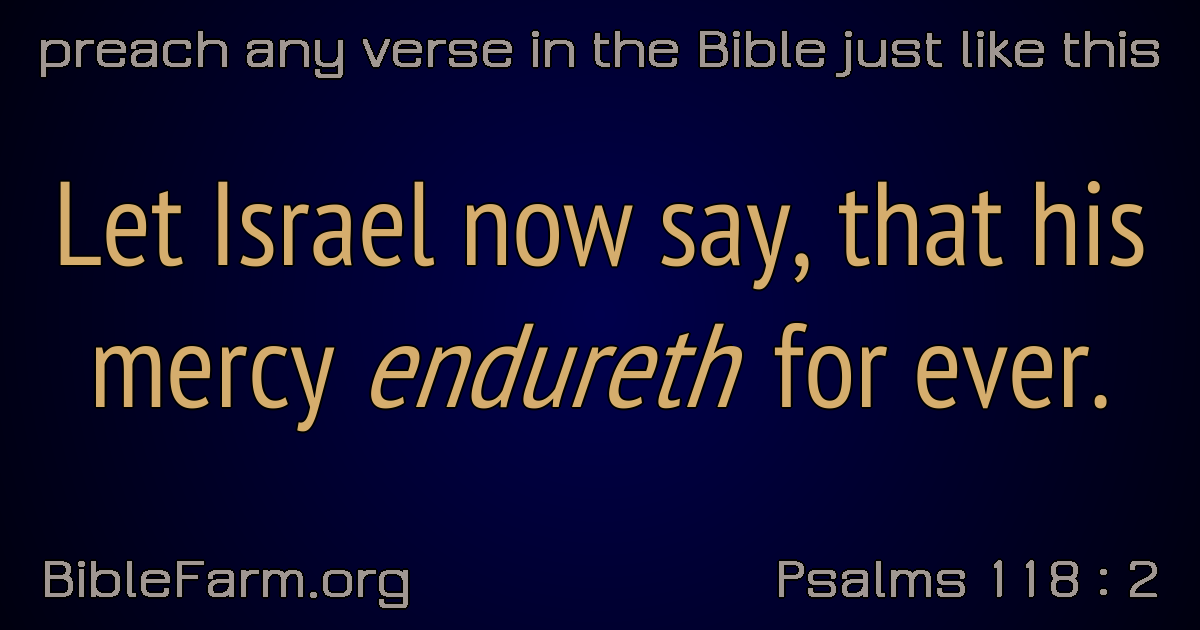 preach any verse in the Bible just like this
Let Israel now say, that his
mercy endureth for ever.
BibleFarm.org
Psalms 118 : 2